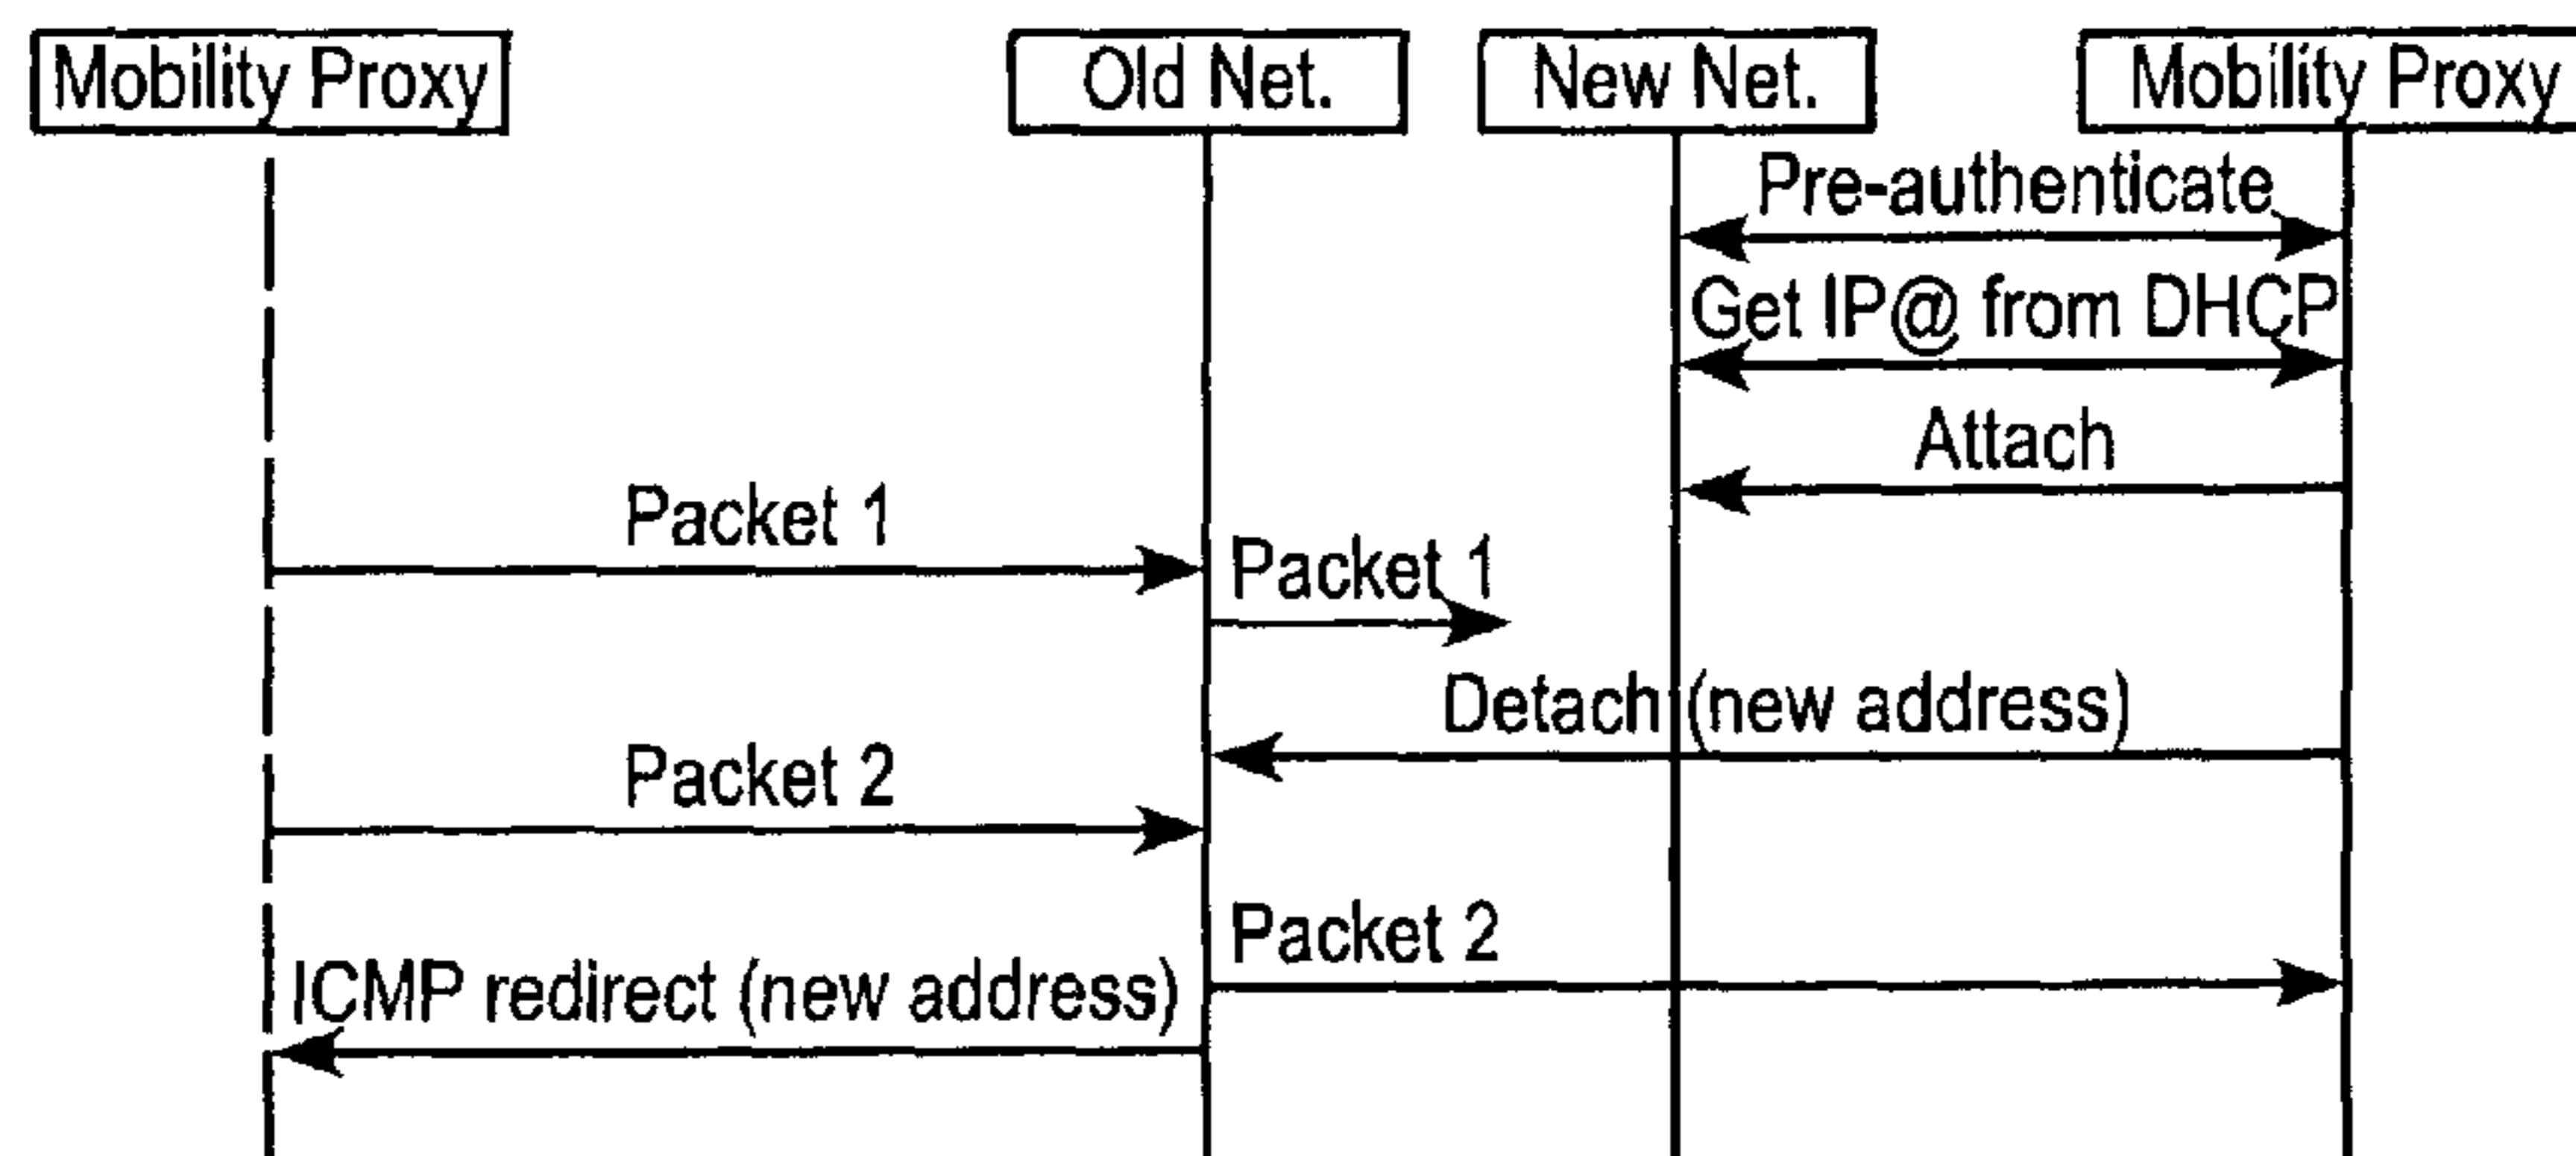 Mobility Proxy
Old Net.
New Net.
Mobility Proxy
Pre-authenticate
Get IP@ from DHCP
Attach
Packet 1
Packet 1
Detach (new address)
Packet 2
Packet 2
ICMP redirect (new address)